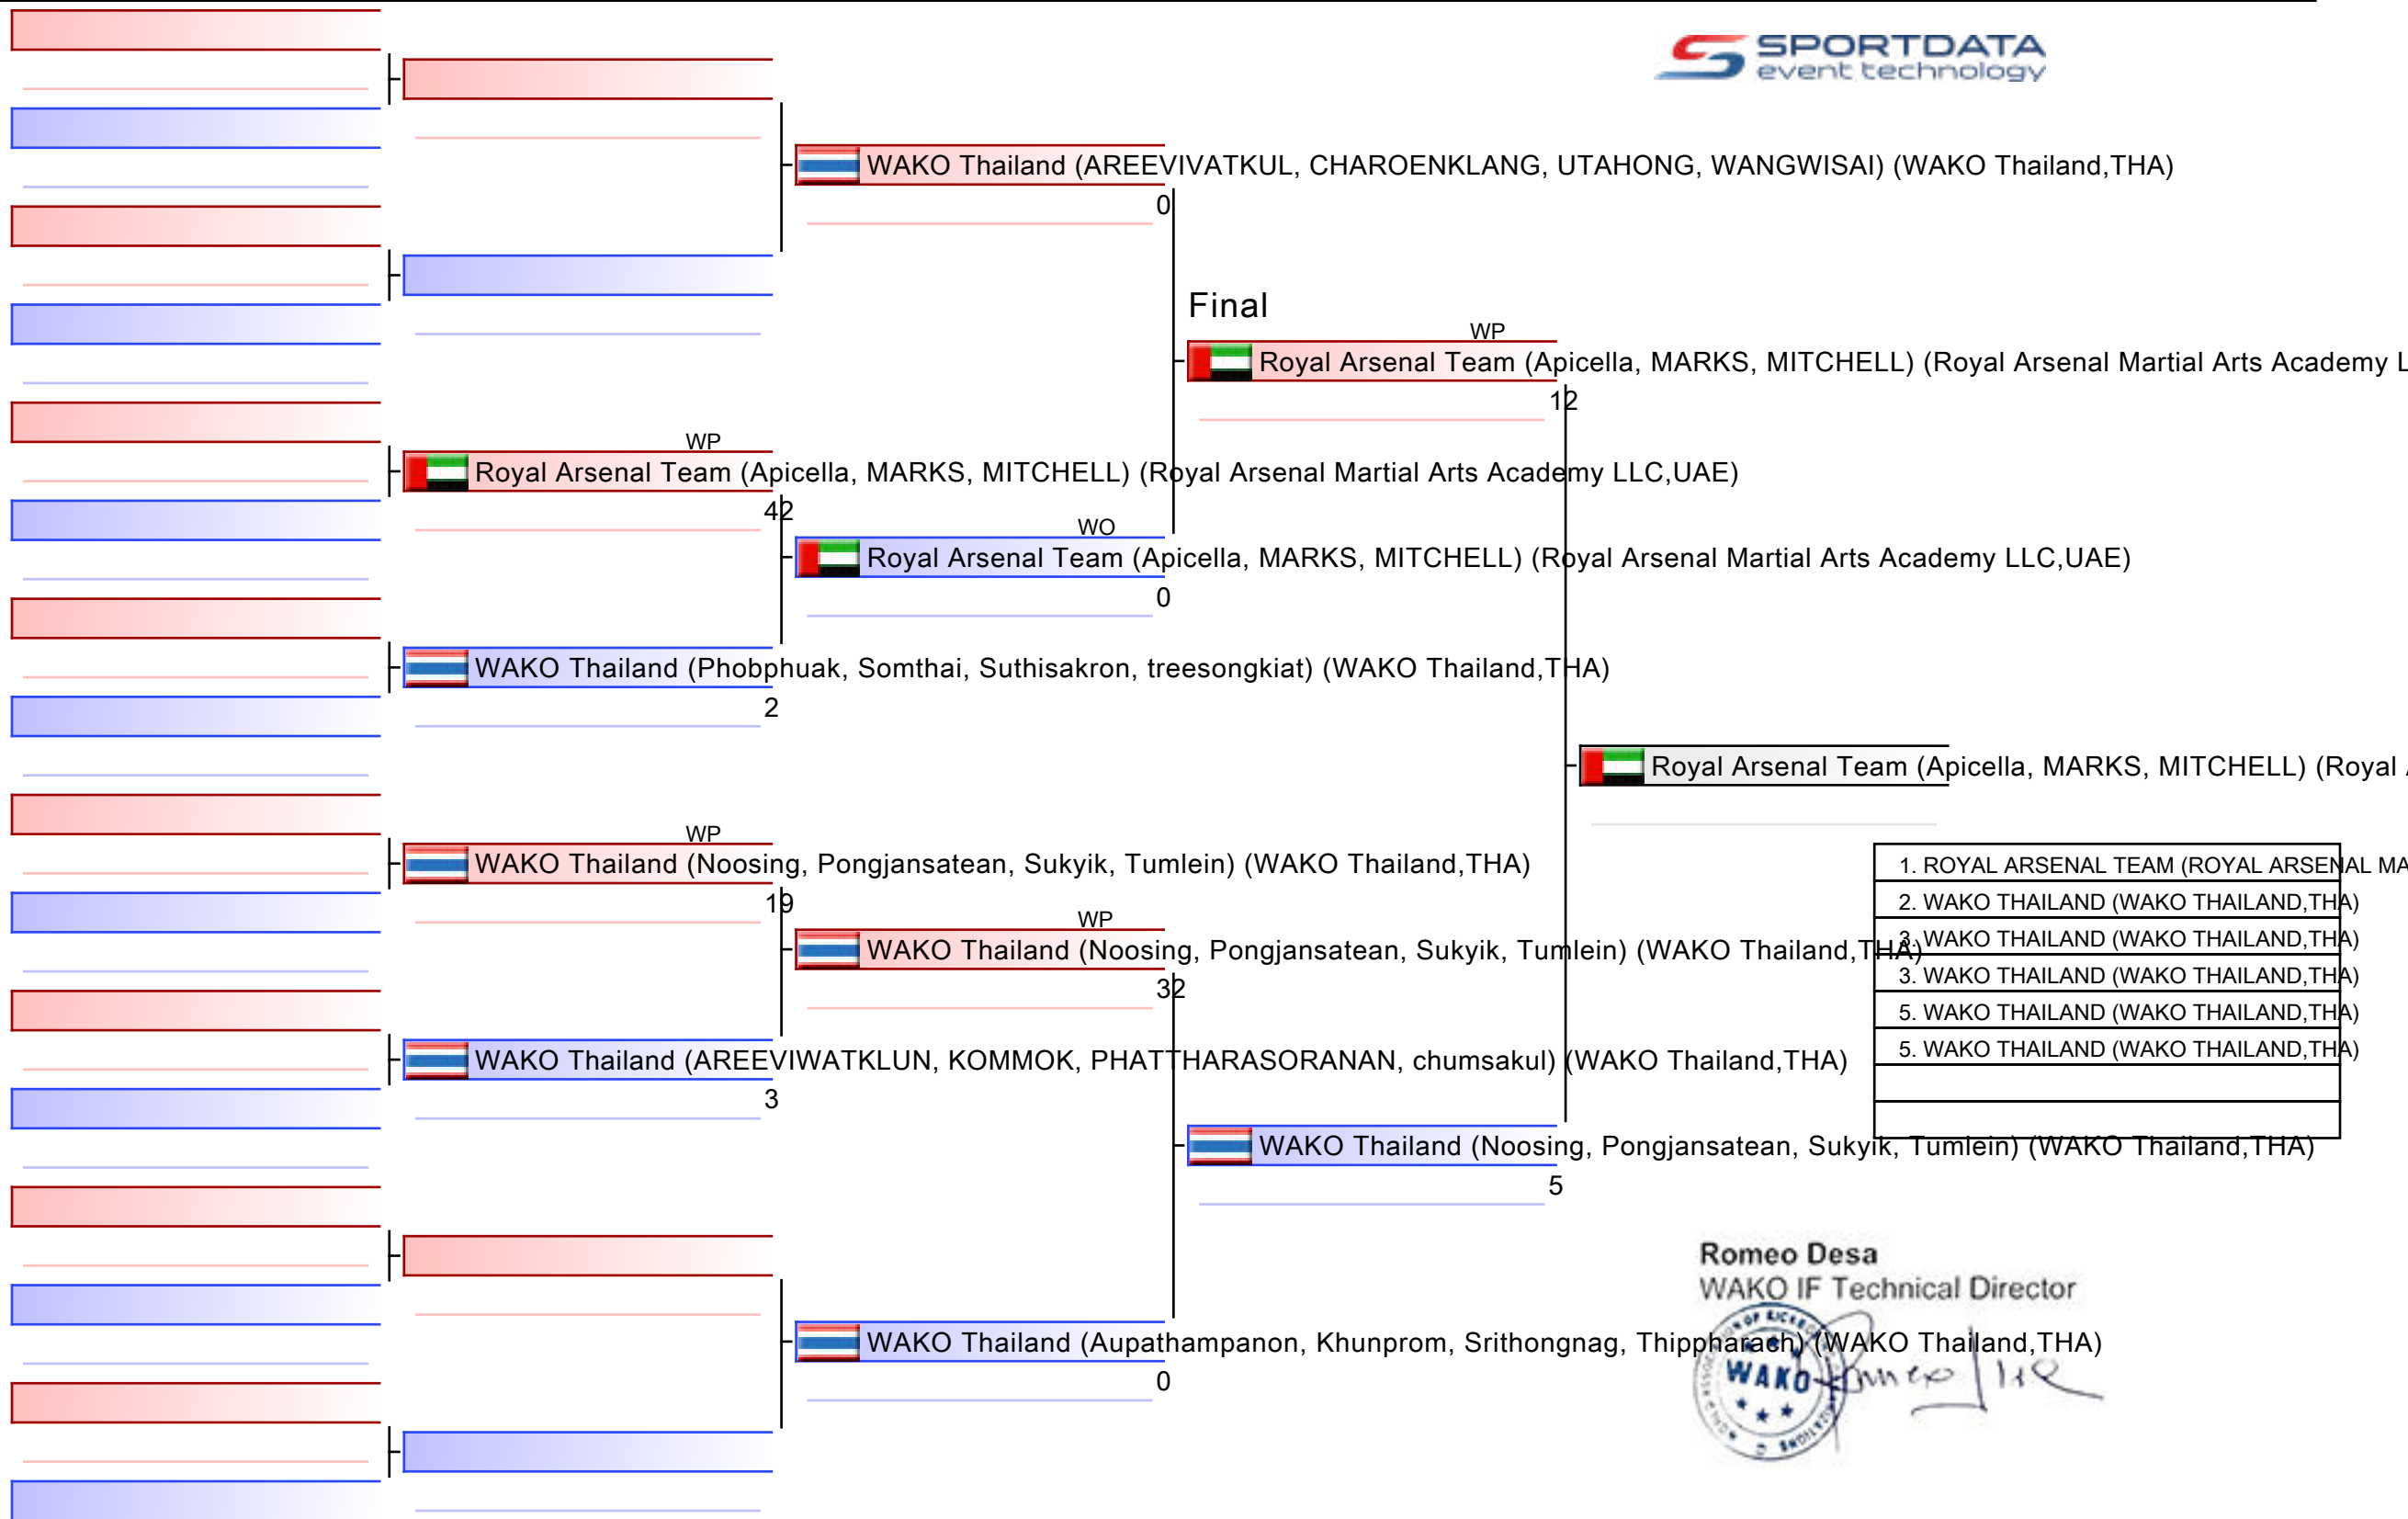 SPORTDATA
event technology
WAKO Thailand (AREEVIVATKUL, CHAROENKLANG, UTAHONG, WANGWISAI) (WAKO Thailand,THA)
0
Final
WP
Royal Arsenal Team (Apicella, MARKS, MITCHELL) (Royal Arsenal Martial Arts Academy L
12
WP
Royal Arsenal Team (Apicella, MARKS, MITCHELL) (Royal Arsenal Martial Arts Academy LLC,UAE)
42
WO
Royal Arsenal Team (Apicella, MARKS, MITCHELL) (Royal Arsenal Martial Arts Academy LLC,UAE)
0
WAKO Thailand (Phobphuak, Somthai, Suthisakron, treesongkiat) (WAKO Thailand,THA)
2
Royal Arsenal Team (Apicella, MARKS, MITCHELL) (Royal
WP
WAKO Thailand (Noosing, Pongjansatean, Sukyik, Tumlein) (WAKO Thailand,THA)
19
1. ROYAL ARSENAL TEAM (ROYAL ARSENAL MA
2. WAKO THAILAND (WAKO THAILAND,THA)
3. WAKO THAILAND (WAKO THAILAND,THA)
3. WAKO THAILAND (WAKO THAILAND,THA)
5. WAKO THAILAND (WAKO THAILAND,THA)
5. WAKO THAILAND (WAKO THAILAND,THA)
WP
WAKO Thailand (Noosing, Pongjansatean, Sukyik, Tumlein) (WAKO Thailand,THA)
32
WAKO Thailand (AREEVIWATKLUN, KOMMOK, PHATTHARASORANAN, chumsakul) (WAKO Thailand,THA)
3
WAKO Thailand (Noosing, Pongjansatean, Sukyik, Tumlein) (WAKO Thailand,THA)
5
Romeo Desa
WAKO IF Technical Director
WAKO Thailand (Aupathampanon, Khunprom, Srithongnag, Thippharach) (WAKO Thailand,THA)
0
WAKO